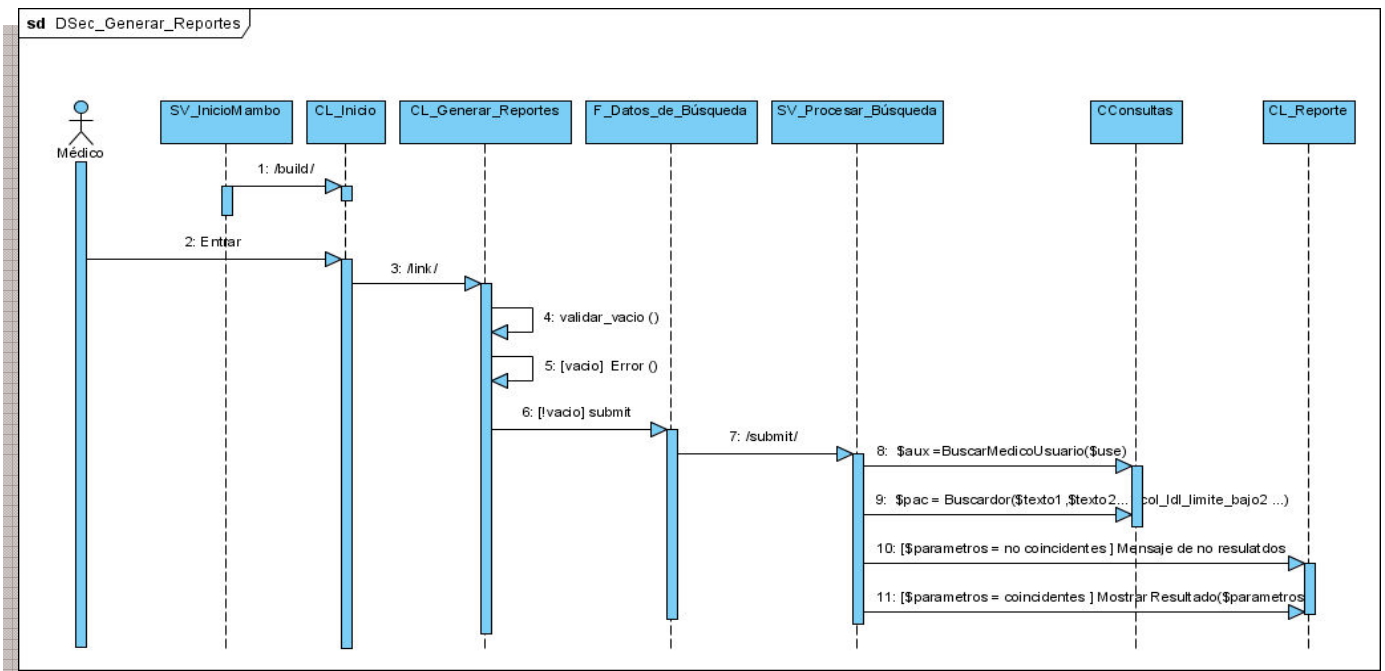 sd DSec_Generar_Reportes
SV_InicioMambo
CL_Inicio
CL_Generar_Reportes
F_Datos_de_Búsqueda
SV_Procesar_Búsqueda
CConsultas
CL_Reporte
Médico
1: /build/
2: Entrar
3: /link/
4: validar_vacio ()
5: [vacio] Error ()
6: [!vacio] submit
7: /submit/
8: $aux =BuscarMedicoUsuario($use)
9: $pac = Buscardor($texto1 ,$texto2... col_ldl_limite_bajo2 ...)
10: [$parametros = no coincidentes ] Mensaje de no resulatdos
11: [$parametros = coincidentes ] Mostrar Resultado($parametros